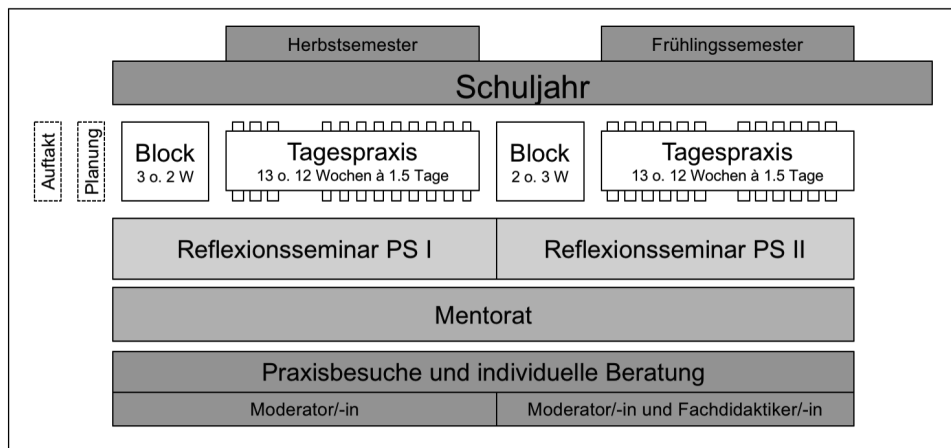 Herbstsemester
Frühlingssemester
Schuljahr
Auftakt
Planung
Block
3 o. 2 W
Tagespraxis
13 o. 12 Wochen à 1.5 Tage
Block
2 o. 3 W
Tagespraxis
13 o. 12 Wochen à 1.5 Tage
Reflexionsseminar PS I
Reflexionsseminar PS II
Mentorat
Praxisbesuche und individuelle Beratung
Moderator/-in
Moderator/-in und Fachdidaktiker/-in